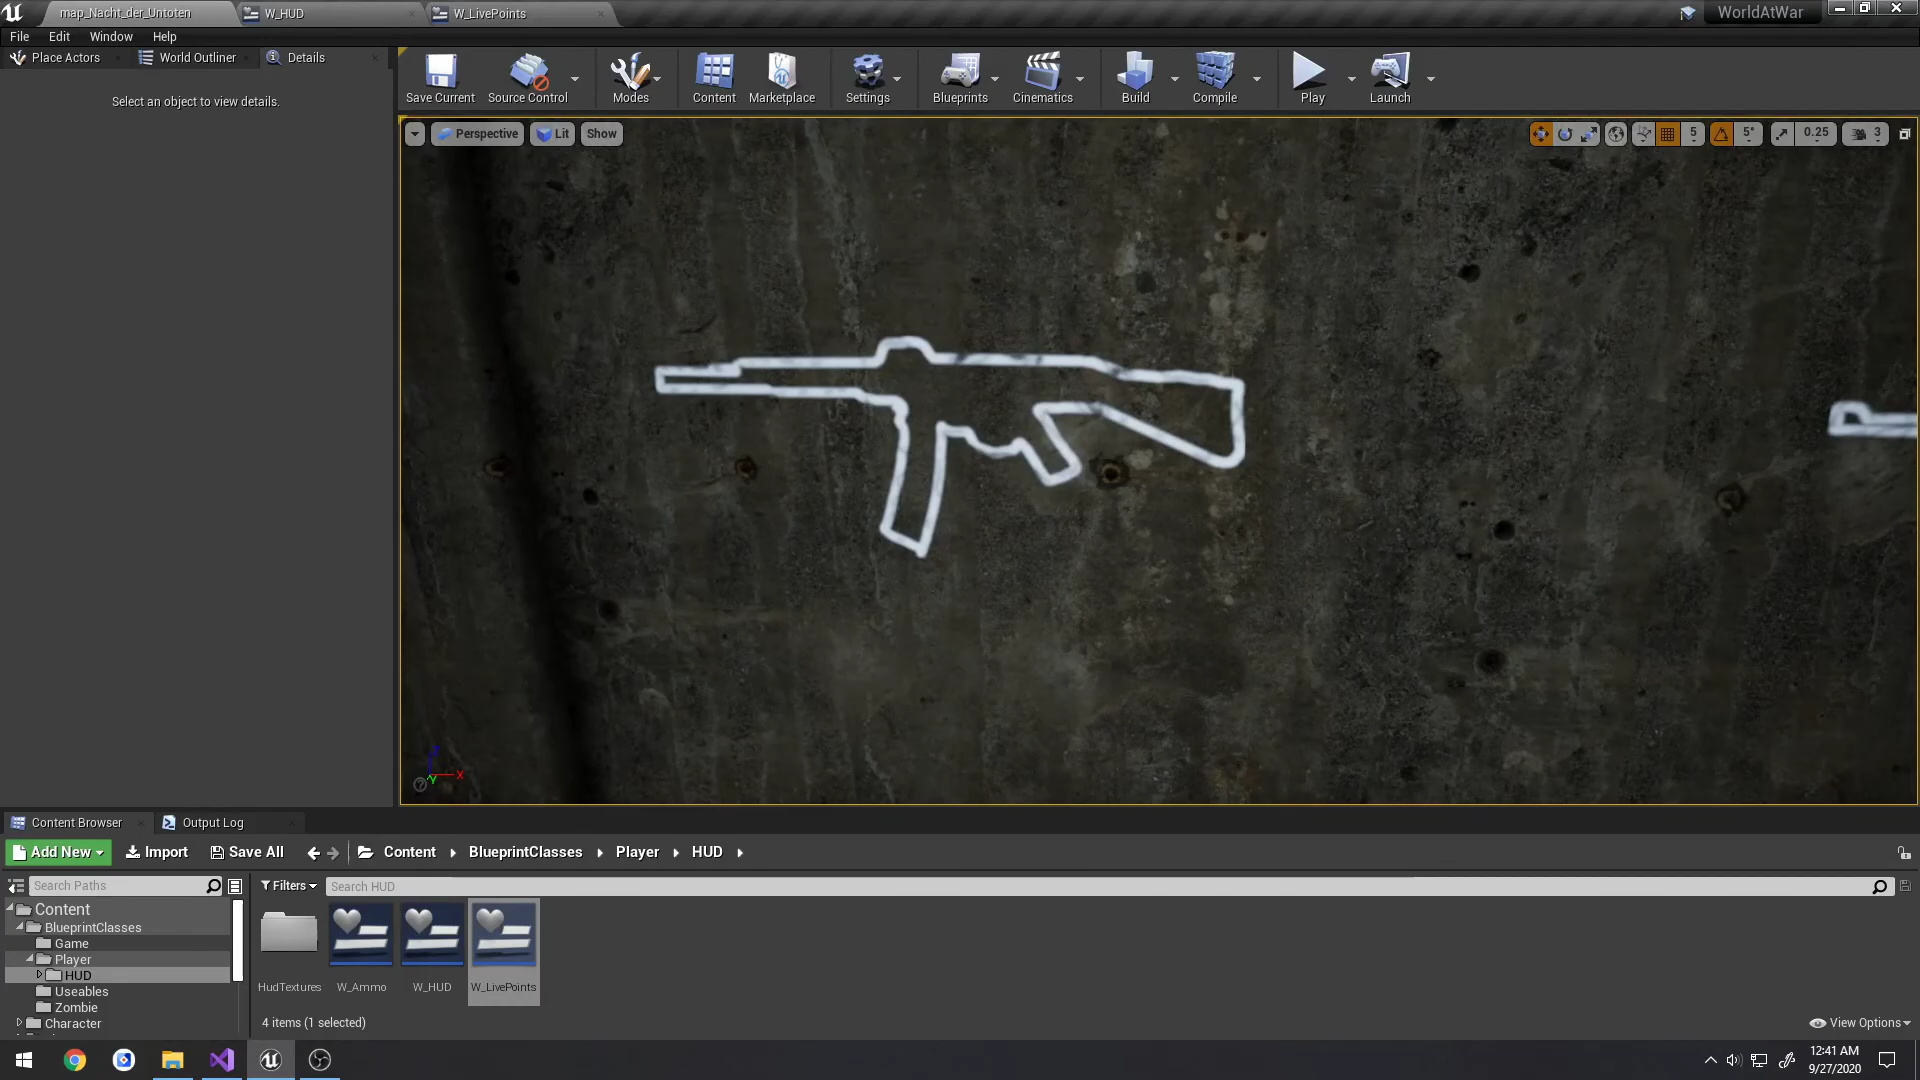 map_Nacht_der_Untoten
W_HUD
W_LivePoints
WorldAtWar
File Edit Window Help
Place Actors
World Outliner
Details
Select an object to view details.
Save Current
Source Control
Modes
Content
Marketplace
Settings
Blueprints
Cinematics
Build
Compile
Play
Launch
Perspective
Lit
Show
5
5°
0.25
3
X
Y
Content Browser
Output Log
Add New
Import
Save All
Content
BlueprintClasses
Player
HUD
Search Paths
Filters
Search HUD
Content
BlueprintClasses
Game
Player
HUD
Useables
Zombie
Character
HudTextures
W_Ammo
W_HUD
W_LivePoints
4 items (1 selected)
View Options
12:41 AM
9/27/2020